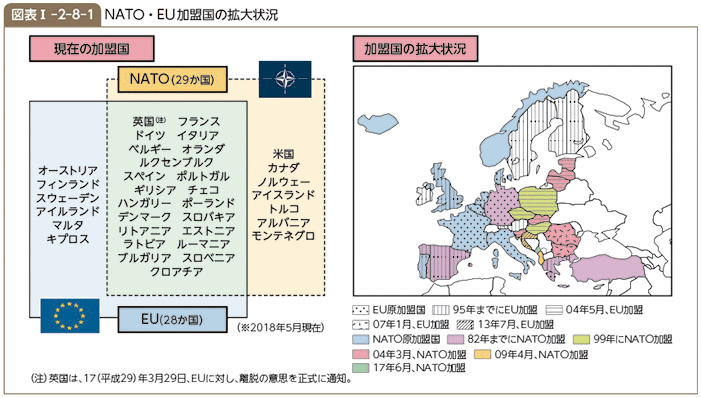 図表Ⅰ-2-8-1 NATO・EU加盟国の拡大状況
現在の加盟国
NATO(29か国)
英国(注) フランス
ドイツ イタリア
ベルギー オランダ
ルクセンブルク
スペイン ポルトガル
ギリシア チェコ
ハンガリー ポーランド
デンマーク スロバキア
リトアニア エストニア
ラトビア ルーマニア
ブルガリア スロベニア
クロアチア
オーストリア
フィンランド
スウェーデン
アイルランド
マルタ
キプロス
米国
カナダ
ノルウェー
アイスランド
トルコ
アルバニア
モンテネグロ
EU(28か国)
(※2018年5月現在)
加盟国の拡大状況
EU原加盟国 95年までにEU加盟 04年5月、EU加盟
07年1月、EU加盟 13年7月、EU加盟
NATO原加盟国 82年までにNATO加盟 99年にNATO加盟
04年3月、NATO加盟 09年4月、NATO加盟
17年6月、NATO加盟
(注)英国は、17(平成29)年3月29日、EUに対し、離脱の意思を正式に通知。